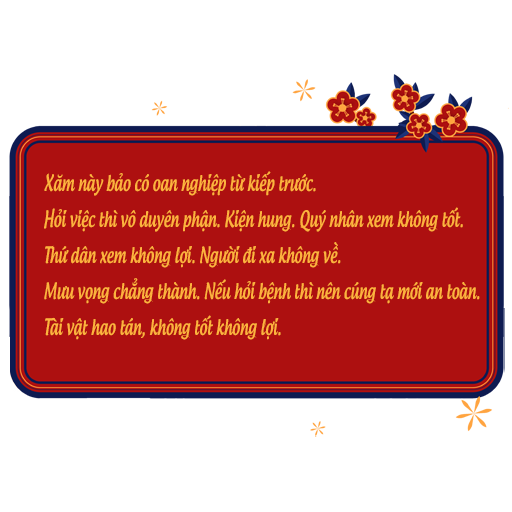 Xăm này bảo có oan nghiệp từ kiếp trước.
Hỏi việc thì vô duyên phận. Kiện hung. Quý nhân xem không tốt.
Thứ dân xem không lợi. Người đi xa không về.
Mưu vọng chẳng thành. Nếu hỏi bệnh thì nên cúng tạ mới an toàn.
Tài vật hao tán, không tốt không lợi.